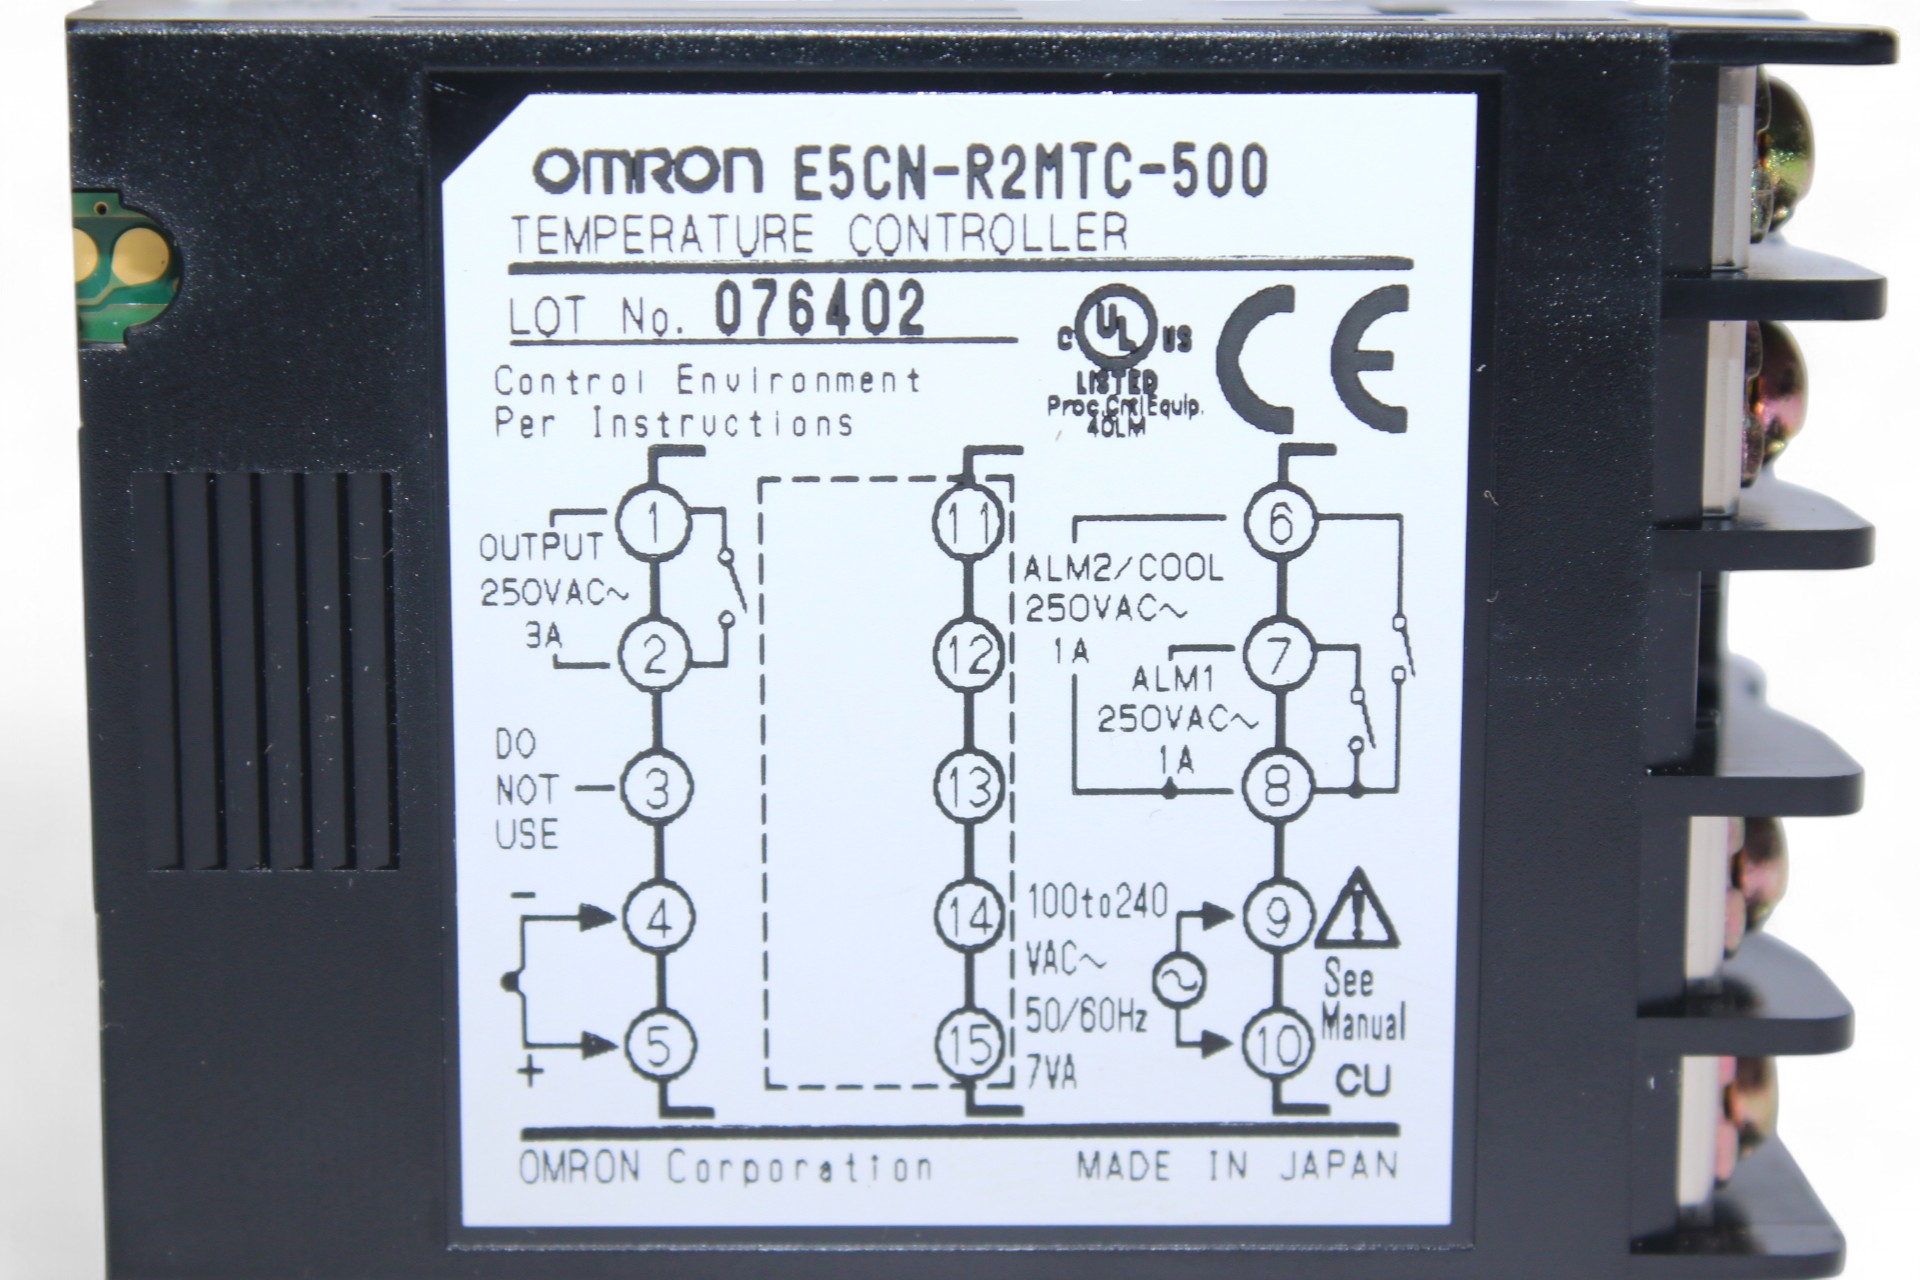 OMRON E5CN-R2MTC-500
TEMPERATURE CONTROLLER
LOT No. 076402
C UL US
LISTED
Proc.Cntl Equip.
40LM
CE
Control Environment
Per Instructions
OUTPUT
250VAC~
3A
DO
NOT
USE
-
+
1
2
3
4
5
11
12
13
14
15
ALM2/COOL
250VAC~
1A
ALM1
250VAC~
1A
100to240
VAC~
50/60Hz
7VA
6
7
8
9
10
See
Manual
CU
OMRON Corporation MADE IN JAPAN